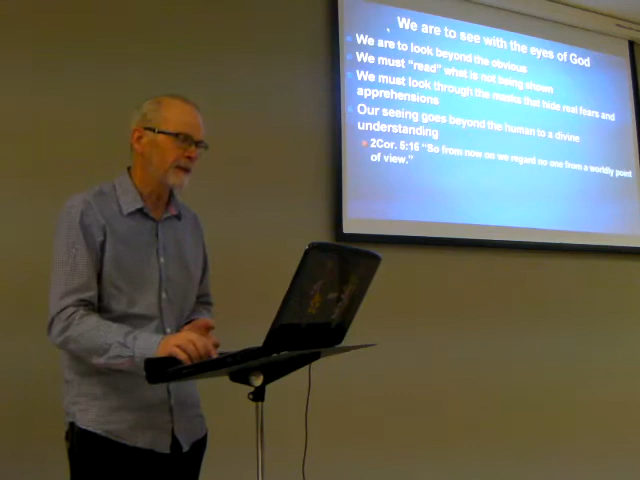 We are to see with the eyes of God
We are to look beyond the obvious
We must "read" what is not being shown
We must look through the masks that hide real fears and
apprehensions
Our seeing goes beyond the human to a divine
understanding
2Cor. 5:16 "So from now on we regard no one from a worldly point
of view."